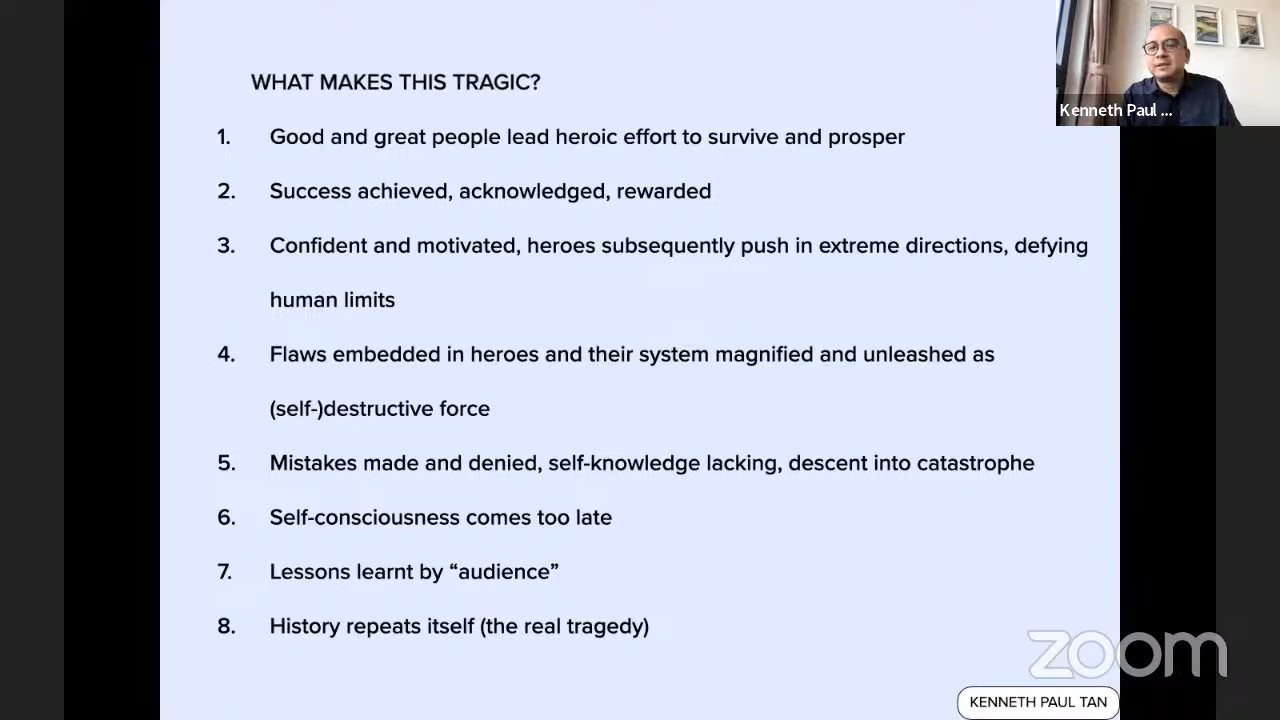 WHAT MAKES THIS TRAGIC?
1. Good and great people lead heroic effort to survive and prosper
2. Success achieved, acknowledged, rewarded
3. Confident and motivated, heroes subsequently push in extreme directions, defying
human limits
4. Flaws embedded in heroes and their system magnified and unleashed as
(self-)destructive force
5. Mistakes made and denied, self-knowledge lacking, descent into catastrophe
6. Self-consciousness comes too late
7. Lessons learnt by “audience”
8. History repeats itself (the real tragedy)
Kenneth Paul ...
zoom
KENNETH PAUL TAN